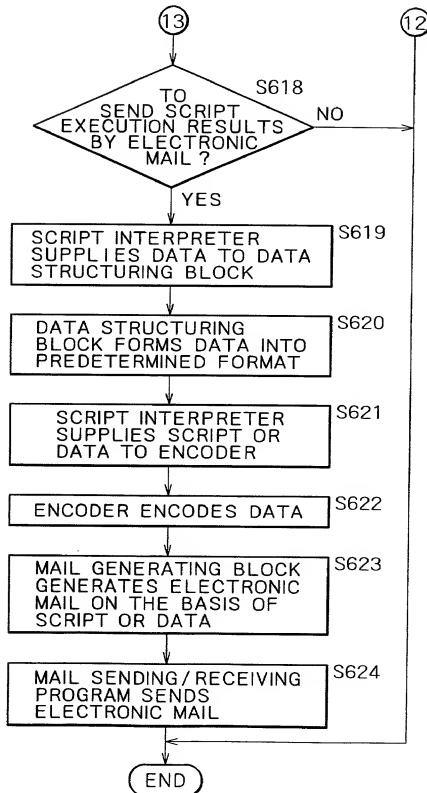 13
12
S618
TO
SEND SCRIPT
EXECUTION RESULTS
BY ELECTRONIC
MAIL ?
NO
YES
S619
SCRIPT INTERPRETER
SUPPLIES DATA TO DATA
STRUCTURING BLOCK
S620
DATA STRUCTURING
BLOCK FORMS DATA INTO
PREDETERMINED FORMAT
S621
SCRIPT INTERPRETER
SUPPLIES SCRIPT OR
DATA TO ENCODER
S622
ENCODER ENCODES DATA
S623
MAIL GENERATING BLOCK
GENERATES ELECTRONIC
MAIL ON THE BASIS OF
SCRIPT OR DATA
S624
MAIL SENDING/RECEIVING
PROGRAM SENDS
ELECTRONIC MAIL
END